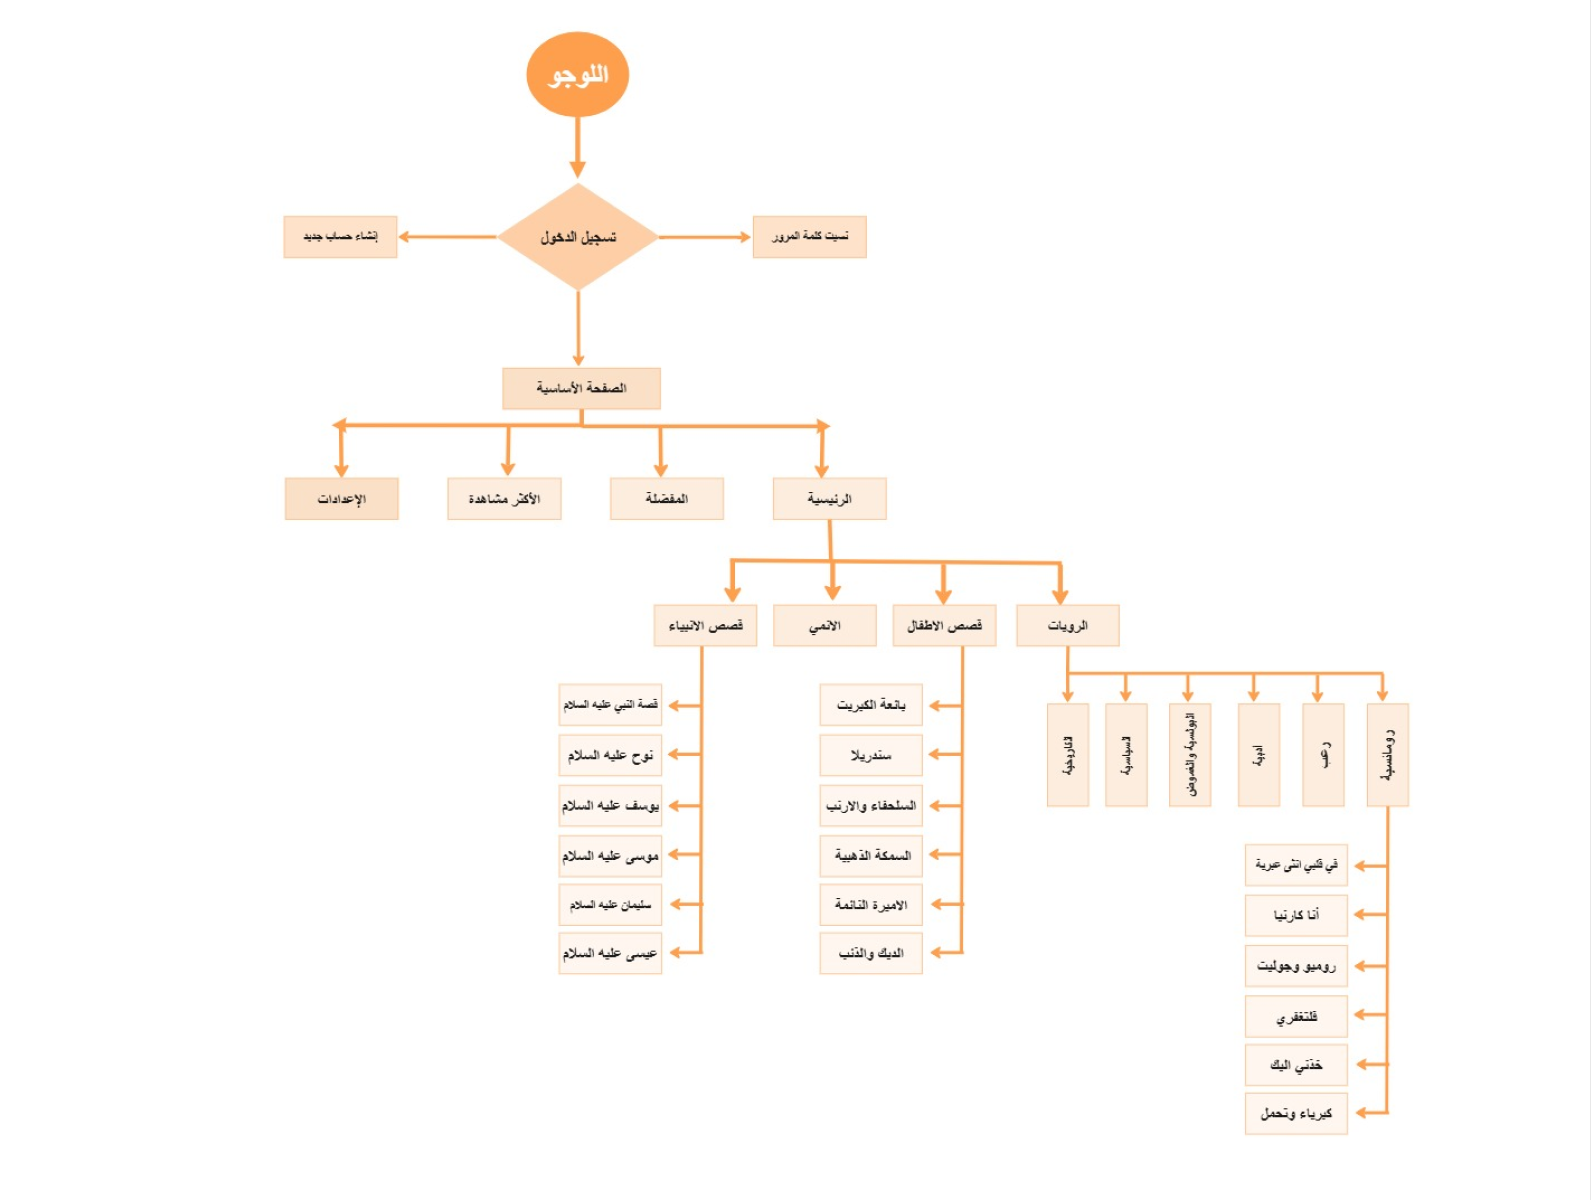 اللوجو
تسجيل الدخول
نسيت كلمة المرور
إنشاء حساب جديد
الصفحة الأساسية
الرئيسية
المفضلة
الأكثر مشاهدة
الإعدادات
الرويات
قصص الاطفال
الانمي
قصص الانبياء
رومانسية
رعب
ادبية
البوليسية والغموض
السياسية
التاريخية
في قلبي انثى عبرية
أنا كارنيا
روميو وجوليت
فلتغفري
خذني اليك
كبرياء وتحمل
بائعة الكبريت
سندريلا
السلحفاء والارنب
السمكة الذهبية
الاميرة النائمة
الديك والذئب
قصة النبي عليه السلام
نوح عليه السلام
يوسف عليه السلام
موسى عليه السلام
سليمان عليه السلام
عيسى عليه السلام